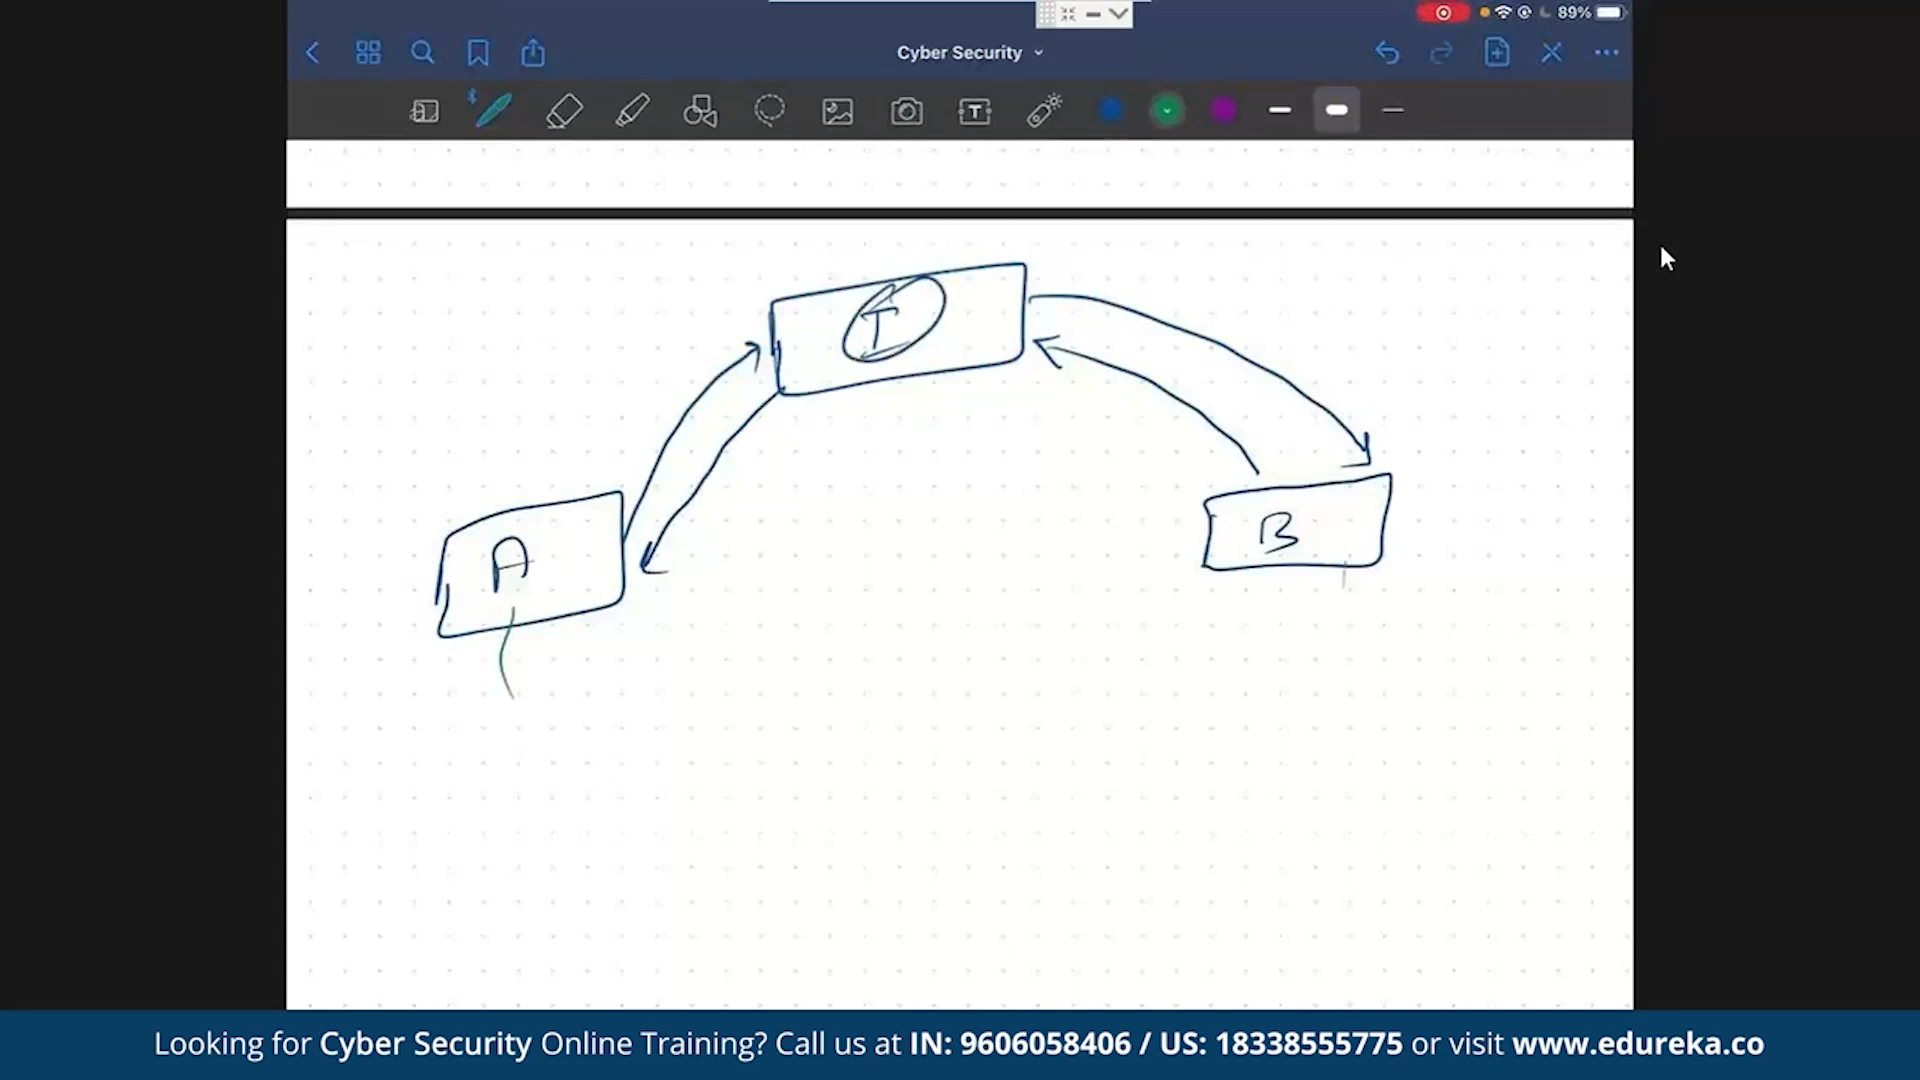 89%
Cyber Security
T
I
A
B
Looking for Cyber Security Online Training? Call us at IN: 9606058406 / US: 18338555775 or visit www.edureka.co